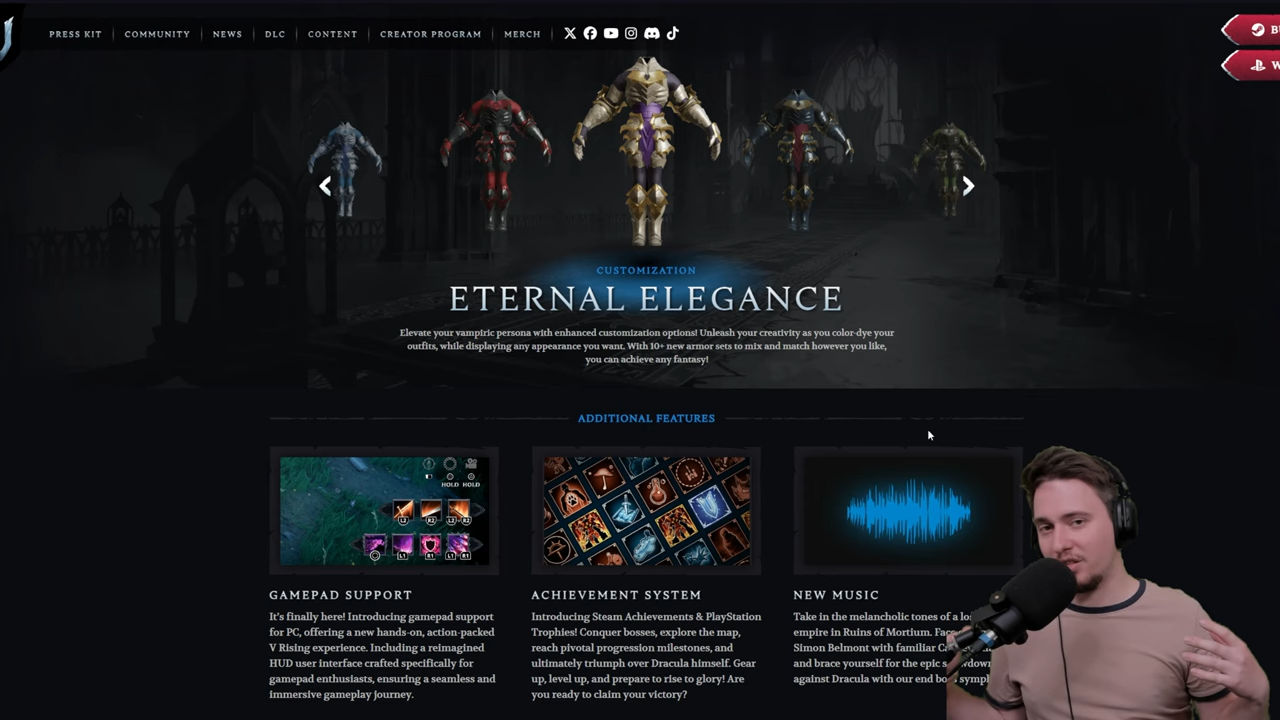 PRESS KIT
COMMUNITY
NEWS
DLC
CONTENT
CREATOR PROGRAM
MERCH
CUSTOMIZATION
ETERNAL ELEGANCE
Elevate your vampiric persona with enhanced customization options! Unleash your creativity as you color-dye your
outfits, while displaying any appearance you want. With 10+ new armor sets to mix and match however you like,
you can achieve any fantasy!
ADDITIONAL FEATURES
HOLD HOLD
L2 R2 L2+R2
L1 R1 L1+R1
GAMEPAD SUPPORT
It's finally here! Introducing gamepad support
for PC, offering a new hands-on, action-packed
V Rising experience. Including a reimagined
HUD user interface crafted specifically for
gamepad enthusiasts, ensuring a seamless and
immersive gameplay journey.
ACHIEVEMENT SYSTEM
Introducing Steam Achievements & PlayStation
Trophies! Conquer bosses, explore the map,
reach pivotal progression milestones, and
ultimately triumph over Dracula himself. Gear
up, level up, and prepare to rise to glory! Are
you ready to claim your victory?
NEW MUSIC
Take in the melancholic tones of a
empire in Ruins of Mortium.
Simon Belmont with familiar
and brace yourself for the epic
against Dracula with our end